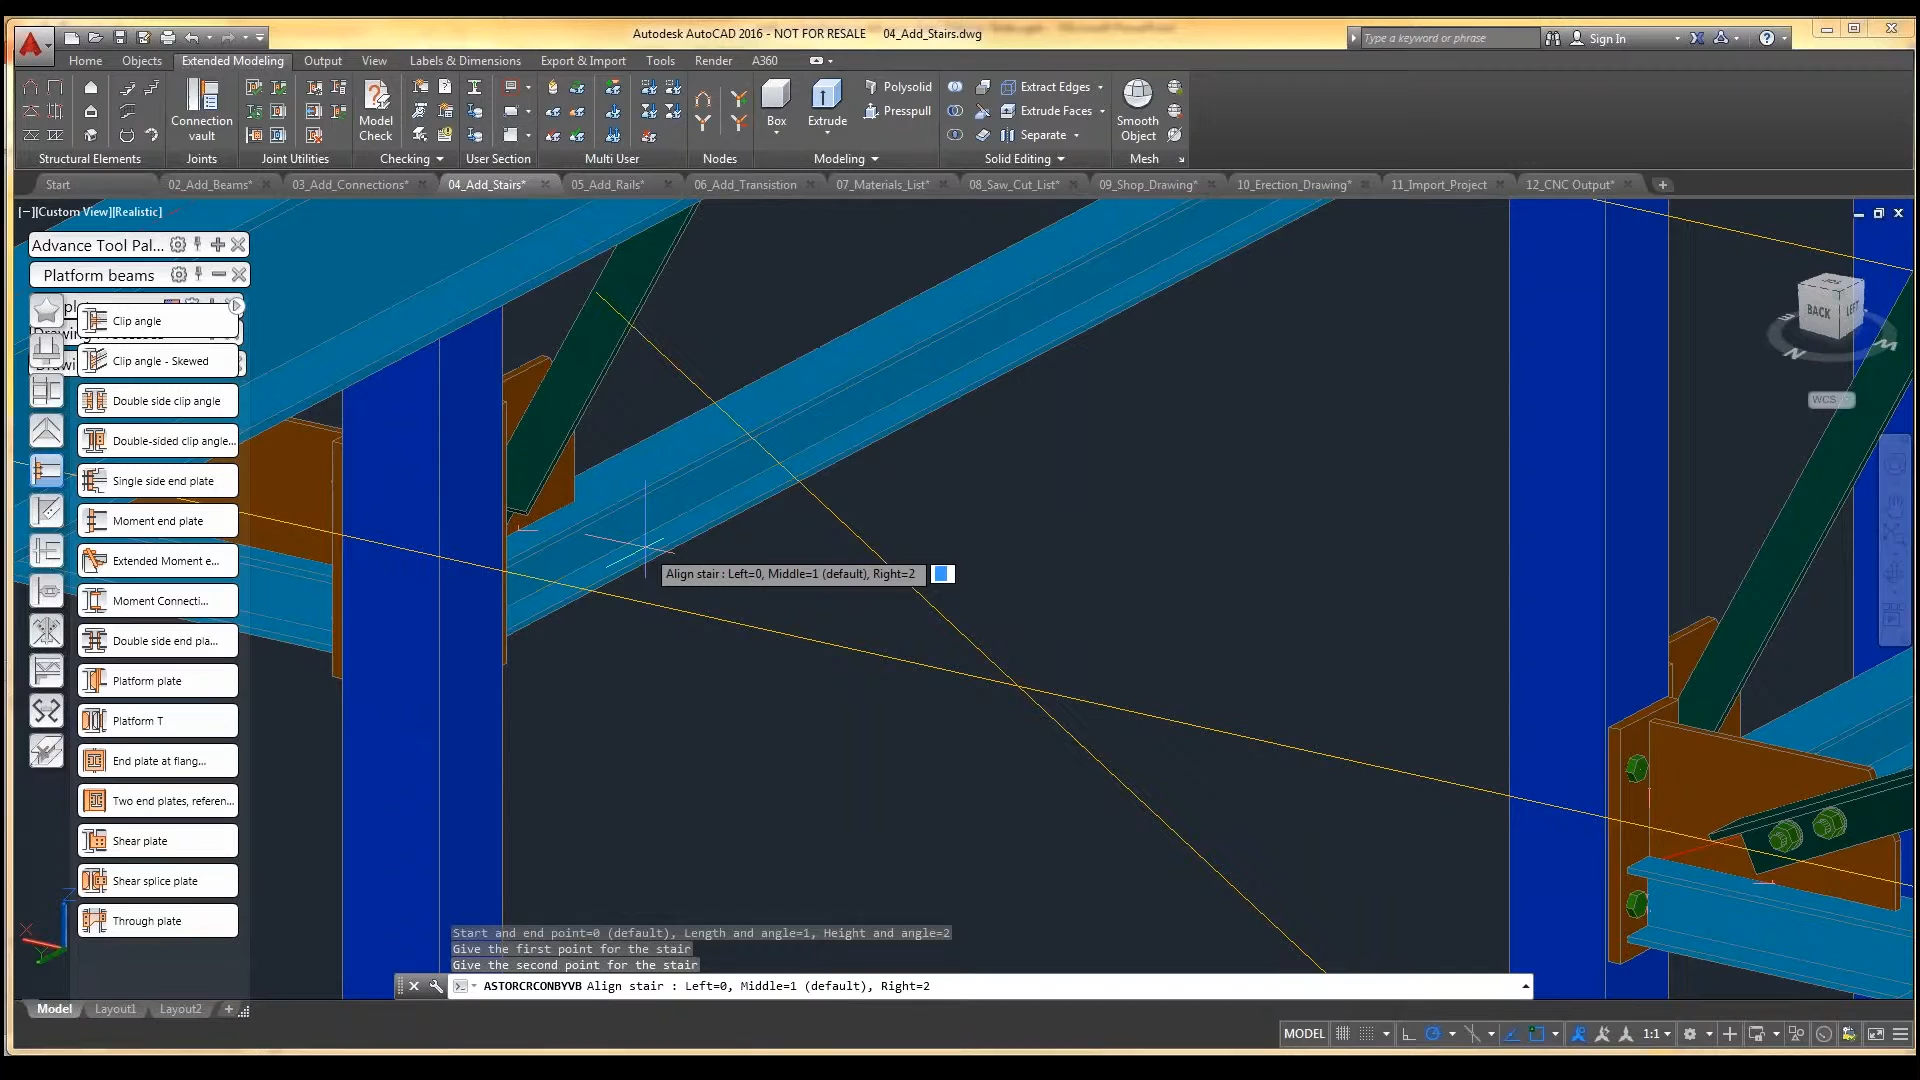 Autodesk AutoCAD 2016 - NOT FOR RESALE    04_Add_Stairs.dwg
Type a keyword or phrase
Sign In
Home
Objects
Extended Modeling
Output
View
Labels & Dimensions
Export & Import
Tools
Render
A360
Connection vault
Model Check
Box
Extrude
Polysolid
Presspull
Extract Edges
Extrude Faces
Separate
Smooth Object
Structural Elements
Joints
Joint Utilities
Checking
User Section
Multi User
Nodes
Modeling
Solid Editing
Mesh
Start
02_Add_Beams*
03_Add_Connections*
04_Add_Stairs*
05_Add_Rails*
06_Add_Transistion
07_Materials_List*
08_Saw_Cut_List*
09_Shop_Drawing*
10_Erection_Drawing*
11_Import_Project
12_CNC Output*
[−]|Custom View||Realistic]
Advance Tool Pal...
Platform beams
Clip angle
Clip angle - Skewed
Double side clip angle
Double-sided clip angle...
Single side end plate
Moment end plate
Extended Moment e...
Moment Connecti...
Double side end pla...
Platform plate
Platform T
End plate at flang...
Two end plates, referen...
Shear plate
Shear splice plate
Through plate
BACK
LEFT
N
WCS
Align stair : Left=0, Middle=1 (default), Right=2
X
Z
Start and end point=0 (default), Length and angle=1, Height and angle=2
Give the first point for the stair
Give the second point for the stair
ASTORCRCONBYVB Align stair : Left=0, Middle=1 (default), Right=2
Model
Layout1
Layout2
MODEL
1:1